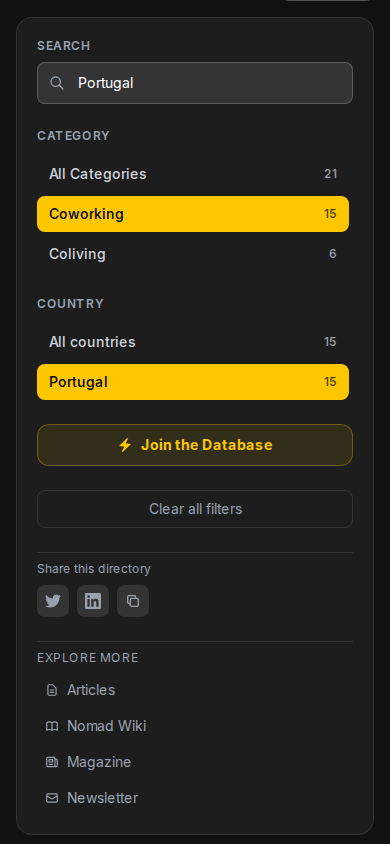 SEARCH
Portugal
CATEGORY
All Categories 21
Coworking 15
Coliving 6
COUNTRY
All countries 15
Portugal 15
⚡ Join the Database
Clear all filters
Share this directory
EXPLORE MORE
Articles
Nomad Wiki
Magazine
Newsletter